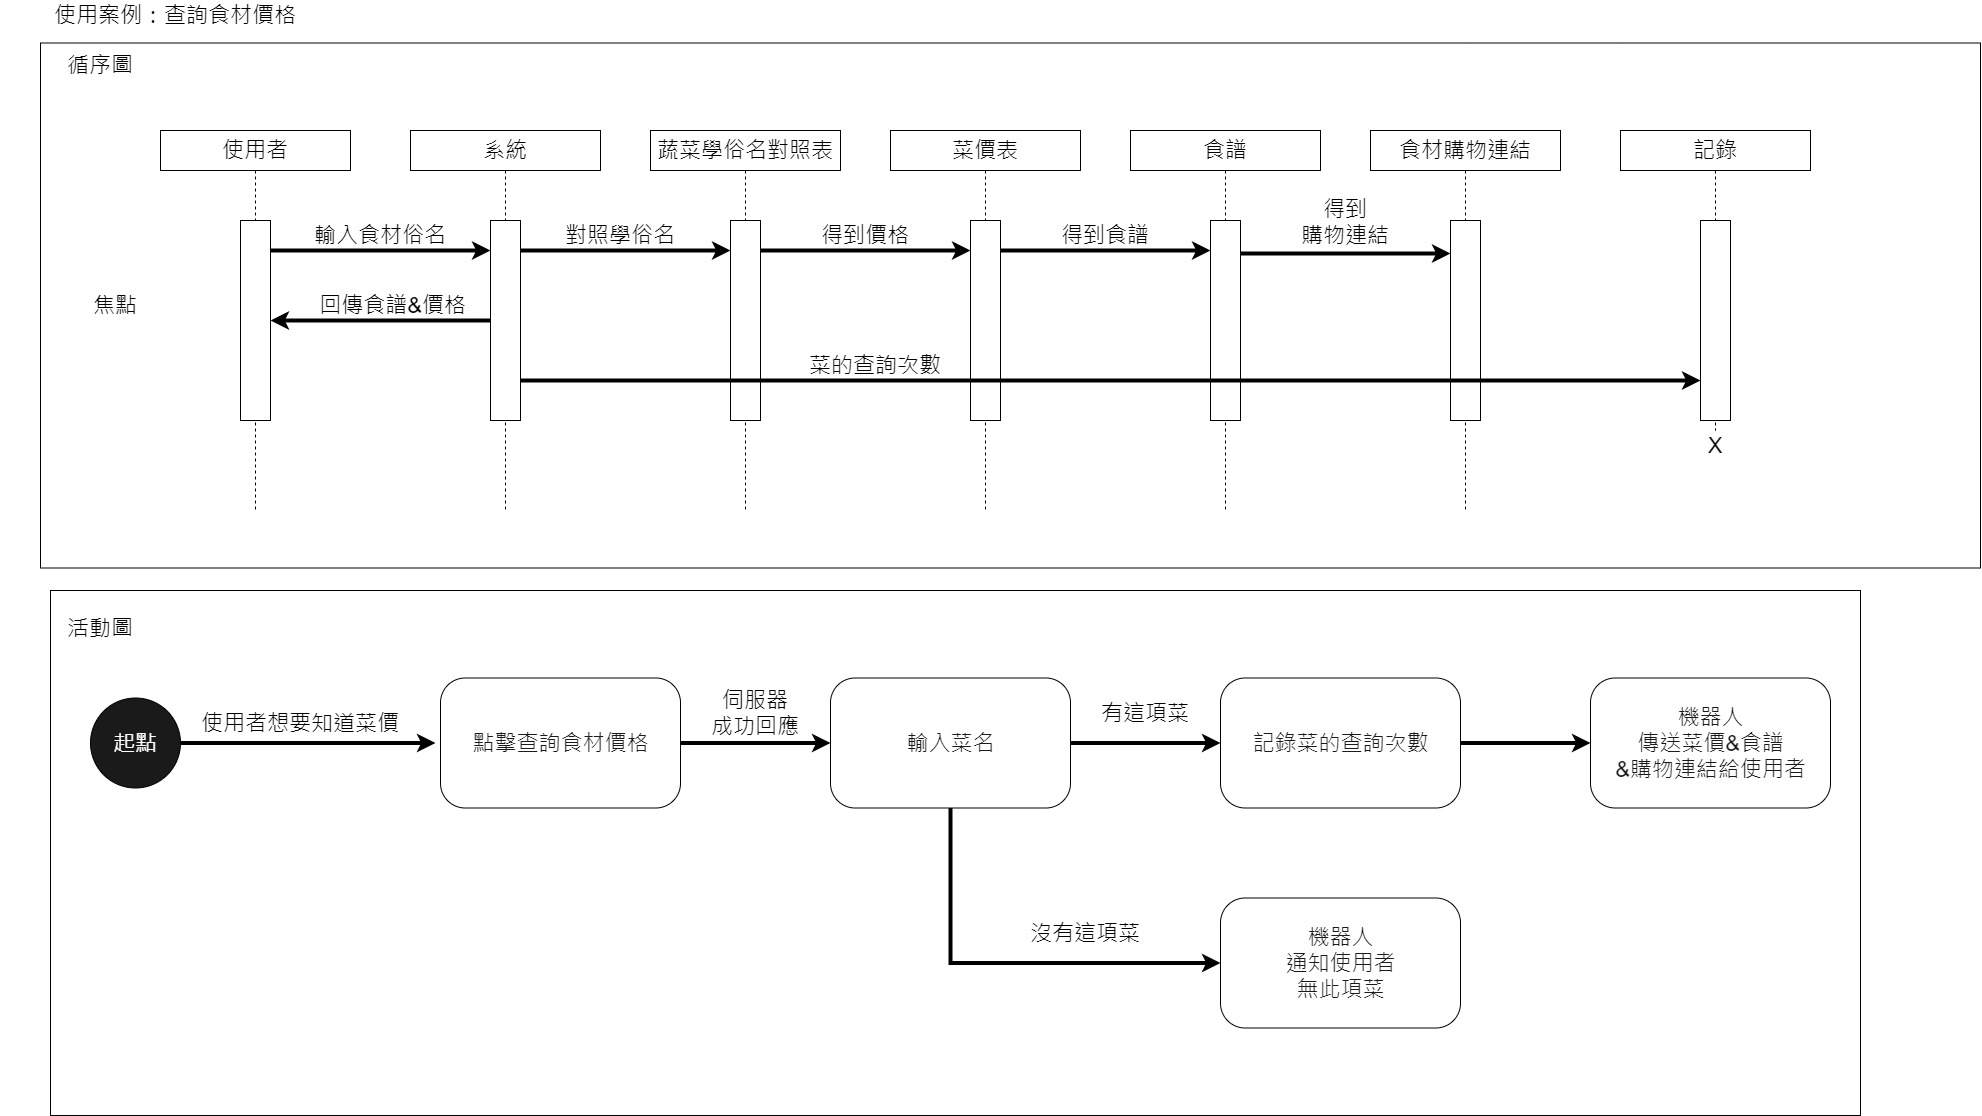 使用案例：查詢食材價格
循序圖
使用者
系統
蔬菜學俗名對照表
菜價表
食譜
食材購物連結
記錄
輸入食材俗名
對照學俗名
得到價格
得到食譜
得到
購物連結
焦點
回傳食譜&價格
菜的查詢次數
X
活動圖
起點
使用者想要知道菜價
點擊查詢食材價格
伺服器
成功回應
輸入菜名
有這項菜
記錄菜的查詢次數
機器人
傳送菜價&食譜
&購物連結給使用者
沒有這項菜
機器人
通知使用者
無此項菜